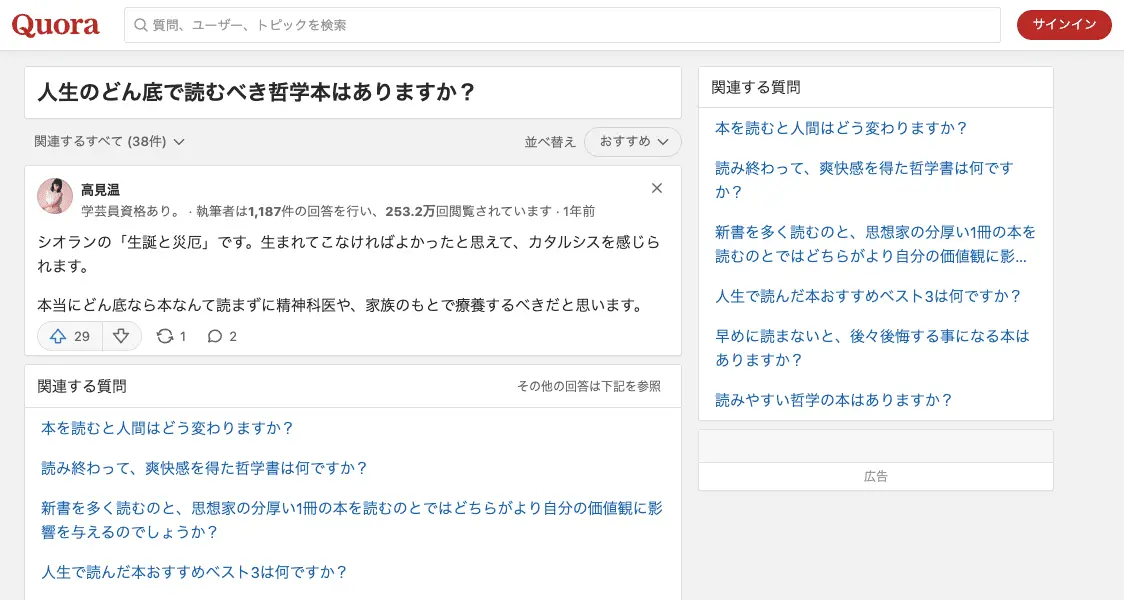 Quora
質問、ユーザー、トピックを検索
サインイン
人生のどん底で読むべき哲学本はありますか？
関連するすべて (38件)
並べ替え
おすすめ
高見温
学芸員資格あり。 · 執筆者は1,187件の回答を行い、253.2万回閲覧されています · 1年前
シオランの「生誕と災厄」です。生まれてこなければよかったと思えて、カタルシスを感じら
れます。
本当にどん底なら本なんて読まずに精神科医や、家族のもとで療養するべきだと思います。
29
1
2
関連する質問
その他の回答は下記を参照
本を読むと人間はどう変わりますか？
読み終わって、爽快感を得た哲学書は何ですか？
新書を多く読むのと、思想家の分厚い1冊の本を読むのとではどちらがより自分の価値観に影
響を与えるのでしょうか？
人生で読んだ本おすすめベスト3は何ですか？
関連する質問
本を読むと人間はどう変わりますか？
読み終わって、爽快感を得た哲学書は何です
か？
新書を多く読むのと、思想家の分厚い1冊の本を
読むのとではどちらがより自分の価値観に影...
人生で読んだ本おすすめベスト3は何ですか？
早めに読まないと、後々後悔する事になる本は
ありますか？
読みやすい哲学の本はありますか？
広告